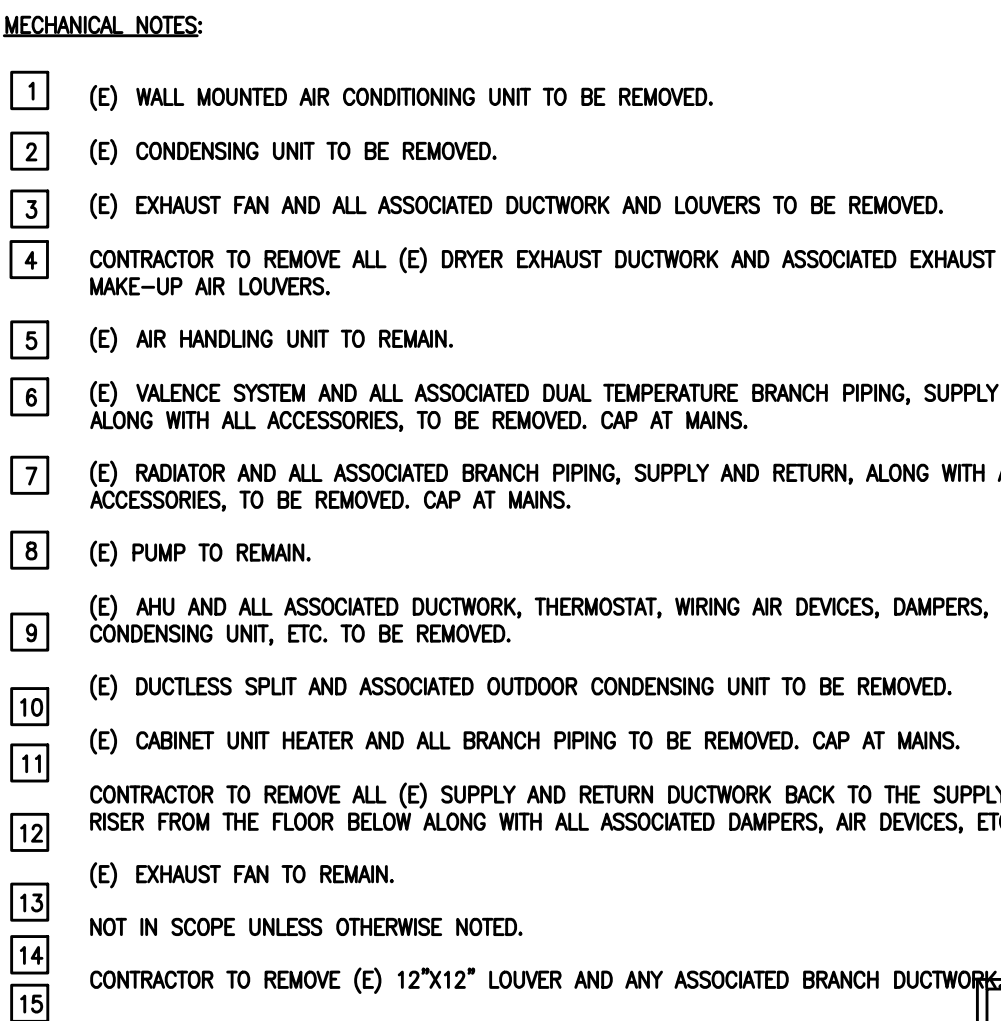 MECHANICAL NOTES:
1 (E) WALL MOUNTED AIR CONDITIONING UNIT TO BE REMOVED.
2 (E) CONDENSING UNIT TO BE REMOVED.
3 (E) EXHAUST FAN AND ALL ASSOCIATED DUCTWORK AND LOUVERS TO BE REMOVED.
4 CONTRACTOR TO REMOVE ALL (E) DRYER EXHAUST DUCTWORK AND ASSOCIATED EXHAUST
MAKE-UP AIR LOUVERS.
5 (E) AIR HANDLING UNIT TO REMAIN.
6 (E) VALENCE SYSTEM AND ALL ASSOCIATED DUAL TEMPERATURE BRANCH PIPING, SUPPLY
ALONG WITH ALL ACCESSORIES, TO BE REMOVED. CAP AT MAINS.
7 (E) RADIATOR AND ALL ASSOCIATED BRANCH PIPING, SUPPLY AND RETURN, ALONG WITH
ACCESSORIES, TO BE REMOVED. CAP AT MAINS.
8 (E) PUMP TO REMAIN.
(E) AHU AND ALL ASSOCIATED DUCTWORK, THERMOSTAT, WIRING AIR DEVICES, DAMPERS,
9 CONDENSING UNIT, ETC. TO BE REMOVED.
10 (E) DUCTLESS SPLIT AND ASSOCIATED OUTDOOR CONDENSING UNIT TO BE REMOVED.
11 (E) CABINET UNIT HEATER AND ALL BRANCH PIPING TO BE REMOVED. CAP AT MAINS.
CONTRACTOR TO REMOVE ALL (E) SUPPLY AND RETURN DUCTWORK BACK TO THE SUPPLY
12 RISER FROM THE FLOOR BELOW ALONG WITH ALL ASSOCIATED DAMPERS, AIR DEVICES, ETC
13 (E) EXHAUST FAN TO REMAIN.
14 NOT IN SCOPE UNLESS OTHERWISE NOTED.
15 CONTRACTOR TO REMOVE (E) 12"X12" LOUVER AND ANY ASSOCIATED BRANCH DUCTWORK.